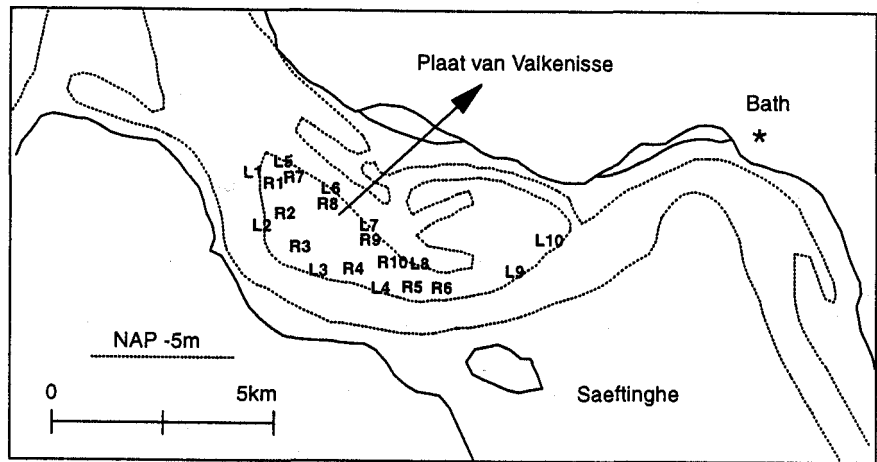 Plaat van Valkenisse
Bath
*
L5
L1
R7
R1
L6
R8
R2
L2
L7
R9
L10
R3
R10
L8
L3
R4
L9
L4
R5
R6
NAP -5m
0
5km
Saeftinghe